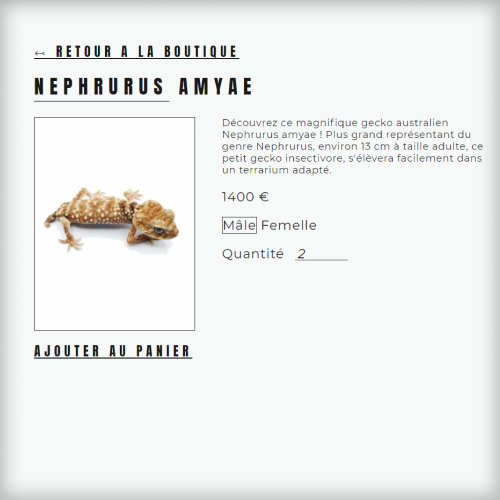 ↢ RETOUR A LA BOUTIQUE
NEPHRURUS AMYAE
Découvrez ce magnifique gecko australien
Nephrurus amyae ! Plus grand représentant du
genre Nephrurus, environ 13 cm à taille adulte, ce
petit gecko insectivore, s'élèvera facilement dans
un terrarium adapté.
1400 €
Mâle Femelle
Quantité 2
AJOUTER AU PANIER